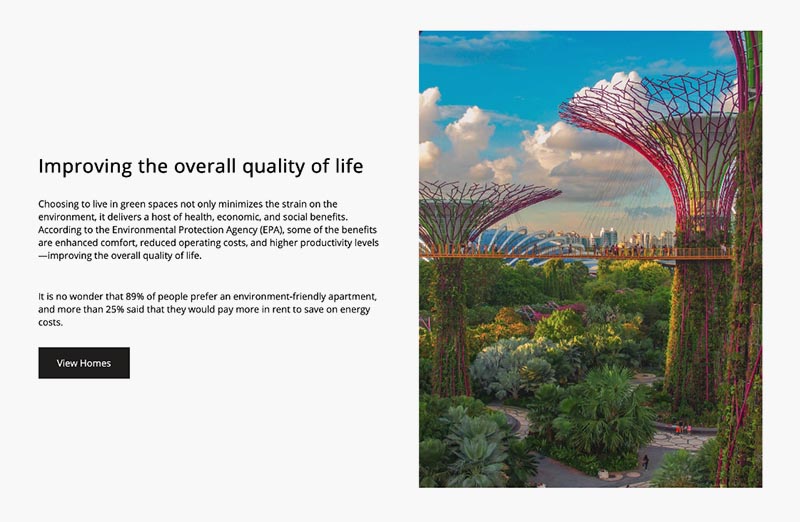 Improving the overall quality of life
Choosing to live in green spaces not only minimizes the strain on the
environment, it delivers a host of health, economic, and social benefits.
According to the Environmental Protection Agency (EPA), some of the benefits
are enhanced comfort, reduced operating costs, and higher productivity levels
—improving the overall quality of life.
It is no wonder that 89% of people prefer an environment-friendly apartment,
and more than 25% said that they would pay more in rent to save on energy
costs.
View Homes